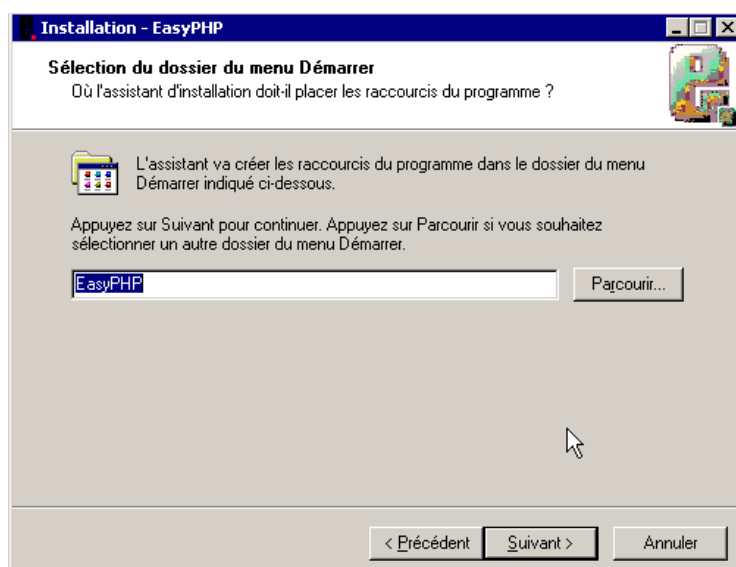 Installation - EasyPHP
Sélection du dossier du menu Démarrer
Où l'assistant d'installation doit-il placer les raccourcis du programme ?
L'assistant va créer les raccourcis du programme dans le dossier du menu
Démarrer indiqué ci-dessous.
Appuyez sur Suivant pour continuer. Appuyez sur Parcourir si vous souhaitez
sélectionner un autre dossier du menu Démarrer.
EasyPHP
Parcourir...
< Précédent
Suivant >
Annuler